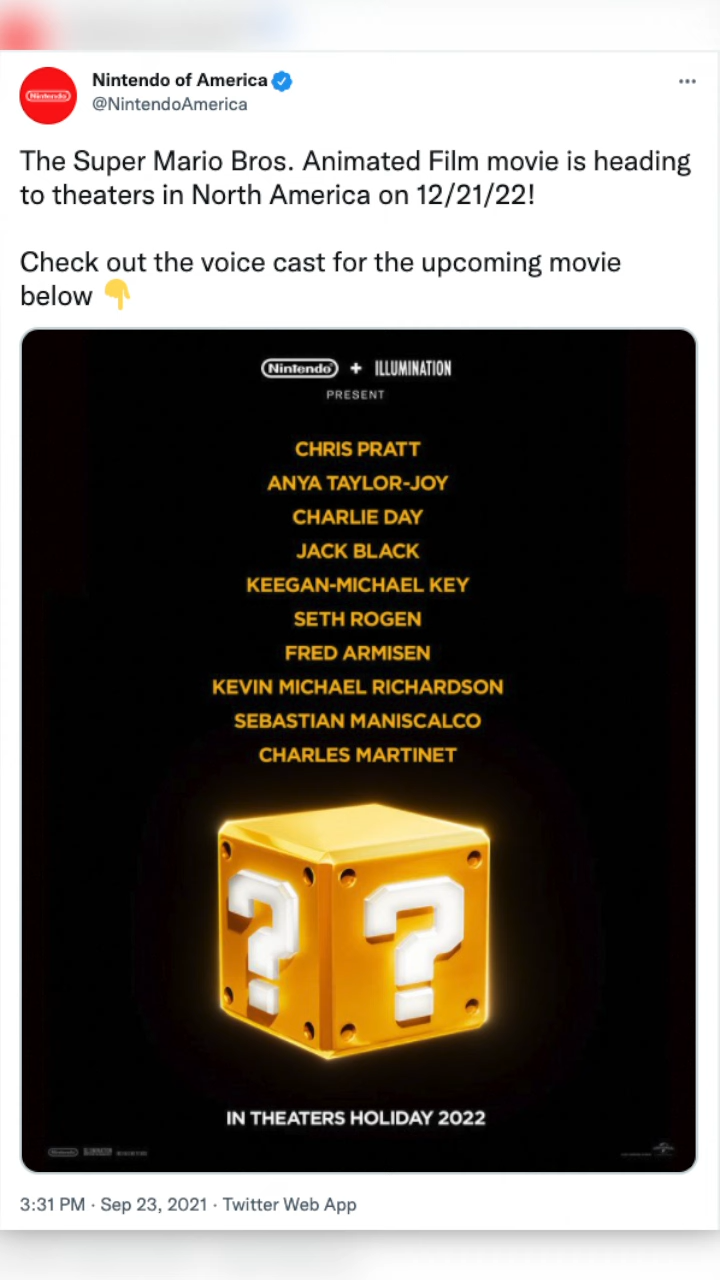 Nintendo
Nintendo of America
@NintendoAmerica
The Super Mario Bros. Animated Film movie is heading
to theaters in North America on 12/21/22!
Check out the voice cast for the upcoming movie
below 👇
Nintendo + ILLUMINATION
PRESENT
CHRIS PRATT
ANYA TAYLOR-JOY
CHARLIE DAY
JACK BLACK
KEEGAN-MICHAEL KEY
SETH ROGEN
FRED ARMISEN
KEVIN MICHAEL RICHARDSON
SEBASTIAN MANISCALCO
CHARLES MARTINET
? ?
IN THEATERS HOLIDAY 2022
3:31 PM · Sep 23, 2021 · Twitter Web App